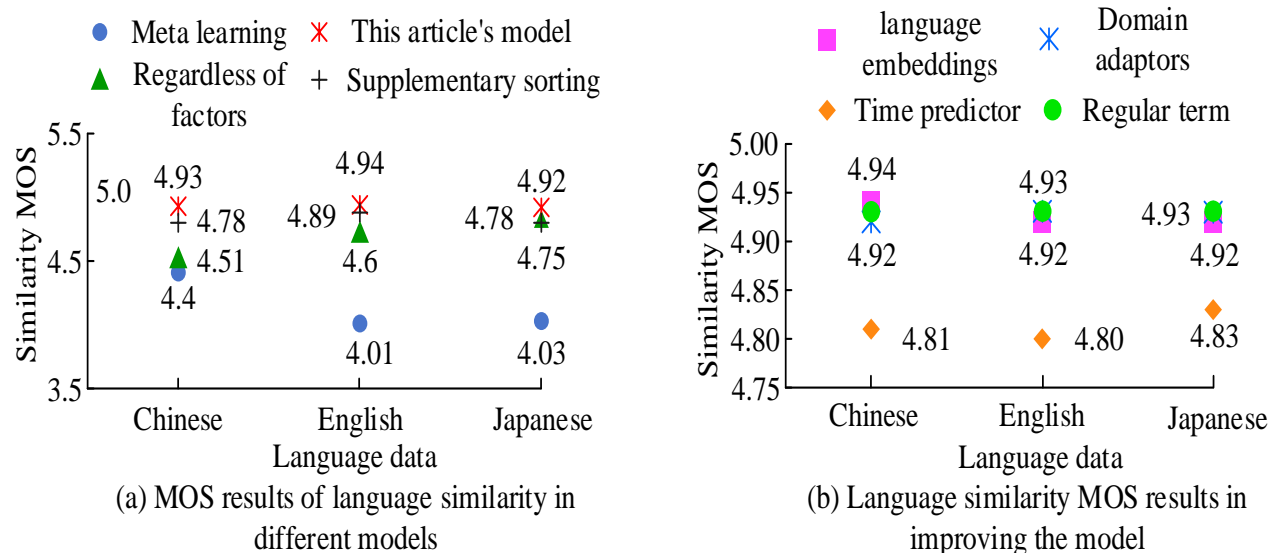 Meta learning
This article's model
Regardless of
factors
Supplementary sorting
Similarity MOS
5.5
5.0
4.5
3.5
4.93
4.78
4.51
4.4
4.94
4.89
4.6
4.01
4.92
4.78
4.75
4.03
Chinese
English
Japanese
Language data
(a) MOS results of language similarity in
different models
language
embeddings
Domain
adaptors
Time predictor
Regular term
Similarity MOS
5.00
4.95
4.90
4.85
4.80
4.75
4.94
4.92
4.81
4.93
4.92
4.80
4.93
4.92
4.83
Chinese
English
Japanese
Language data
(b) Language similarity MOS results in
improving the model